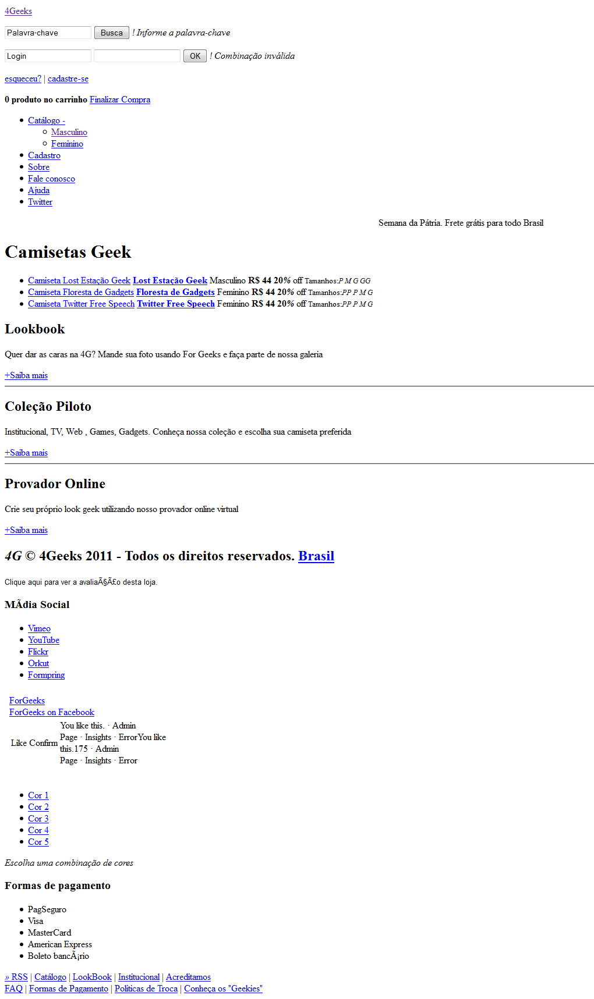 4Geeks
Palavra-chave Busca ! Informe a palavra-chave
Login OK ! Combinação inválida
esqueceu? | cadastre-se
0 produto no carrinho Finalizar Compra
Catálogo -
Masculino
Feminino
Cadastro
Sobre
Fale conosco
Ajuda
Twitter
Semana da Pátria. Frete grátis para todo Brasil
Camisetas Geek
Camiseta Lost Estação Geek Lost Estação Geek Masculino R$ 44 20% off Tamanhos:P M G GG
Camiseta Floresta de Gadgets Floresta de Gadgets Feminino R$ 44 20% off Tamanhos:PP P M G
Camiseta Twitter Free Speech Twitter Free Speech Feminino R$ 44 20% off Tamanhos:PP P M G
Lookbook
Quer dar as caras na 4G? Mande sua foto usando For Geeks e faça parte de nossa galeria
+Saiba mais
Coleção Piloto
Institucional, TV, Web , Games, Gadgets. Conheça nossa coleção e escolha sua camiseta preferida
+Saiba mais
Provador Online
Crie seu próprio look geek utilizando nosso provador online virtual
+Saiba mais
4G © 4Geeks 2011 - Todos os direitos reservados. Brasil
Clique aqui para ver a avaliaÃ§Ã£o desta loja.
MÃdia Social
Vimeo
YouTube
Flickr
Orkut
Formpring
ForGeeks
ForGeeks on Facebook
You like this. · Admin
Page · Insights · ErrorYou like
Like Confirm
this.175 · Admin
Page · Insights · Error
Cor 1
Cor 2
Cor 3
Cor 4
Cor 5
Escolha uma combinação de cores
Formas de pagamento
PagSeguro
Visa
MasterCard
American Express
Boleto bancÃ¡rio
» RSS | Catálogo | LookBook | Institucional | Acreditamos
FAQ | Formas de Pagamento | Políticas de Troca | Conheça os "Geekies"